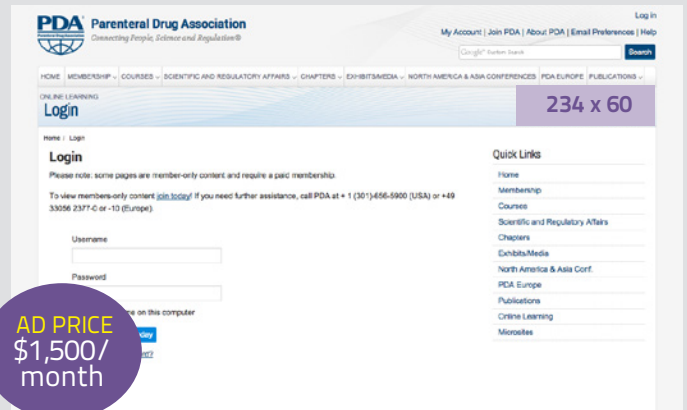 Log in
PDA Parenteral Drug Association
Connecting People, Science and Regulation®
My Account | Join PDA | About PDA | Email Preferences | Help
Google™ Custom Search Search
HOME MEMBERSHIP COURSES SCIENTIFIC AND REGULATORY AFFAIRS CHAPTERS EXHIBITS/MEDIA NORTH AMERICA & ASIA CONFERENCES PDA EUROPE PUBLICATIONS
ONLINE LEARNING
Login
234 x 60
Home / Login
Login
Please note: some pages are member-only content and require a paid membership.
To view members-only content join today! If you need further assistance, call PDA at + 1 (301)-656-5900 (USA) or +49
33056 2377-0 or -10 (Europe).
Username
Password
me on this computer
Quick Links
Home
Membership
Courses
Scientific and Regulatory Affairs
Chapters
Exhibits/Media
North America & Asia Conf.
PDA Europe
Publications
Online Learning
Microsites
AD PRICE
$1,500/
month